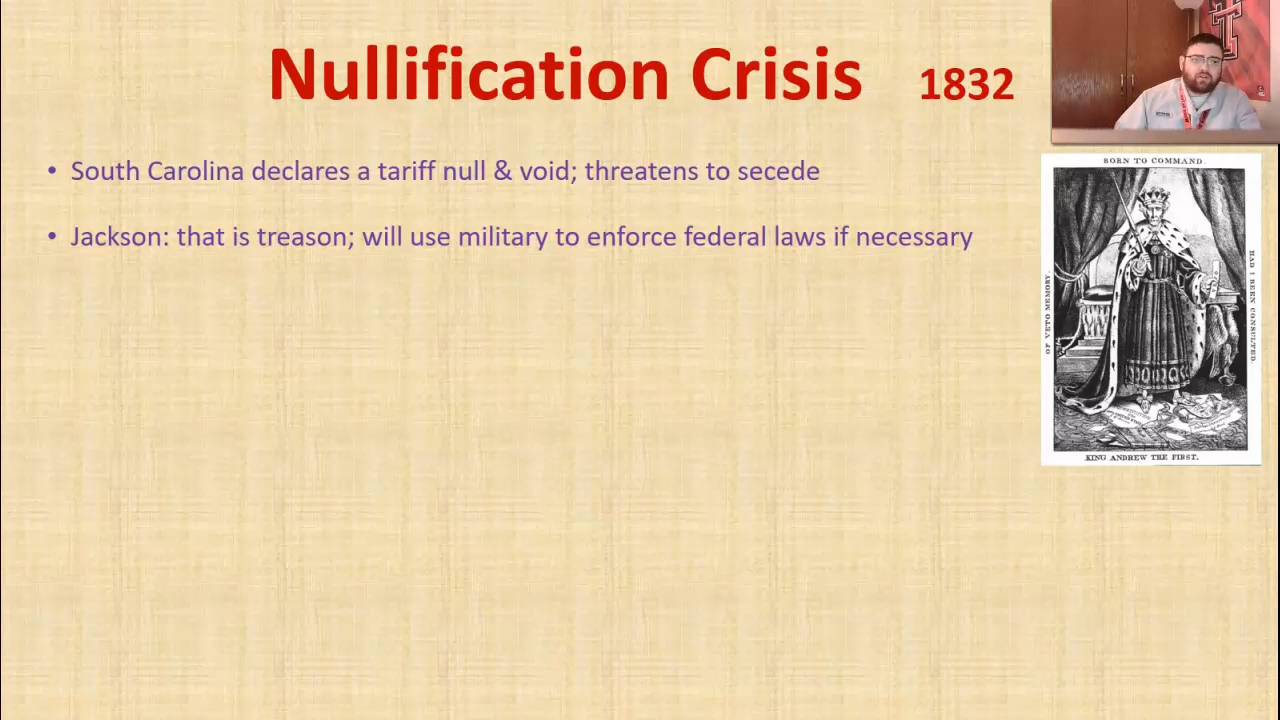 Nullification Crisis 1832
• South Carolina declares a tariff null & void; threatens to secede
• Jackson: that is treason; will use military to enforce federal laws if necessary
BORN TO COMMAND.
OF VETO MEMORY.
HAD I BEEN CONSULTED.
KING ANDREW THE FIRST.